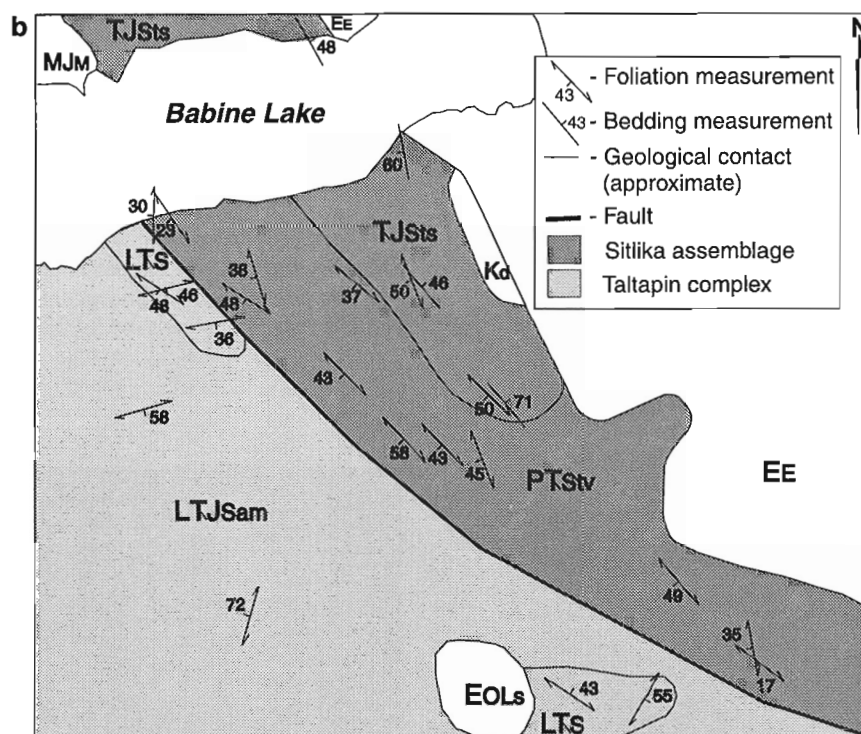 b
TJSts
EE
N
48
MJM
Babine Lake
43 - Foliation measurement
43 - Bedding measurement
- Geological contact
(approximate)
- Fault
Sitlika assemblage
Taltapin complex
60
30
23
TJSts
LTS
38
Kd
37
50
46
48
46
48
36
43
50
71
58
58
43
45
PTStv
EE
LTJSam
49
72
35
17
EOLs
43
55
LTS